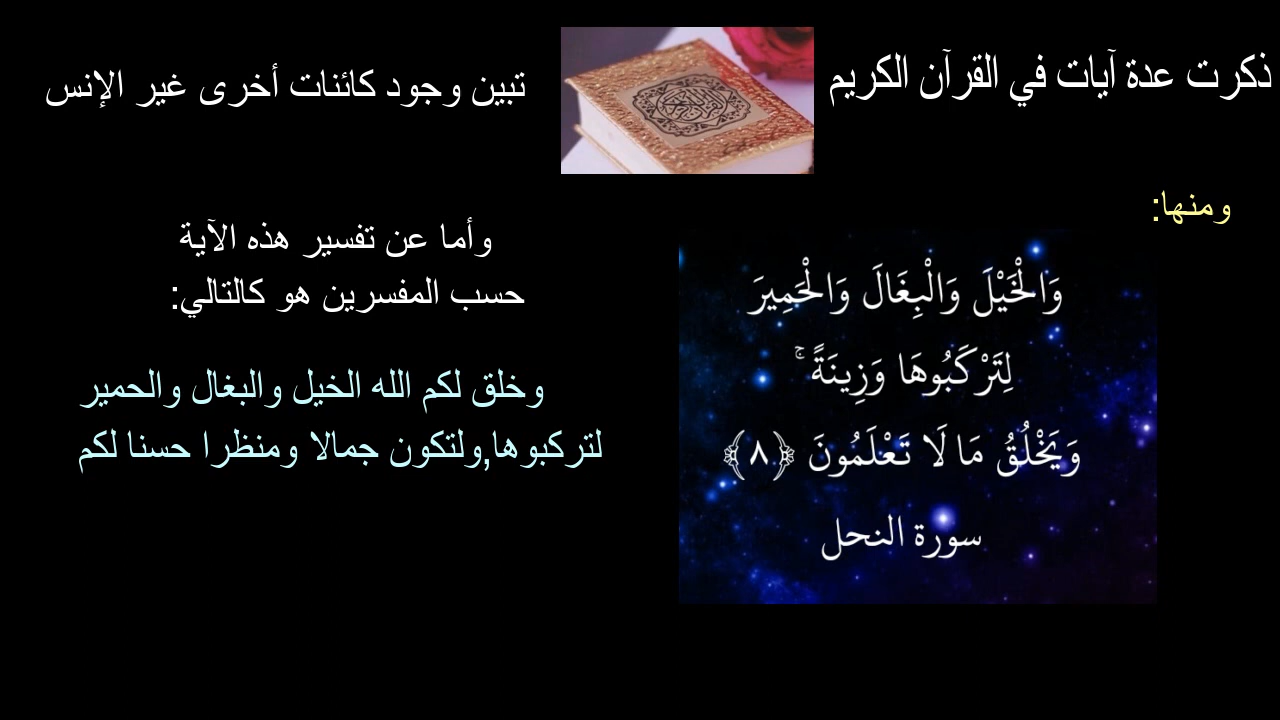 ذكرت عدة آيات في القرآن الكريم
تبين وجود كائنات أخرى غير الإنس
القرآن الكريم
ومنها:
وَالْخَيْلَ وَالْبِغَالَ وَالْحَمِيرَ
لِتَرْكَبُوهَا وَزِينَةً ۚ
وَيَخْلُقُ مَا لَا تَعْلَمُونَ ﴿٨﴾
سورة النحل
وأما عن تفسير هذه الآية
حسب المفسرين هو كالتالي:
وخلق لكم الله الخيل والبغال والحمير
لتركبوها,ولتكون جمالا ومنظرا حسنا لكم